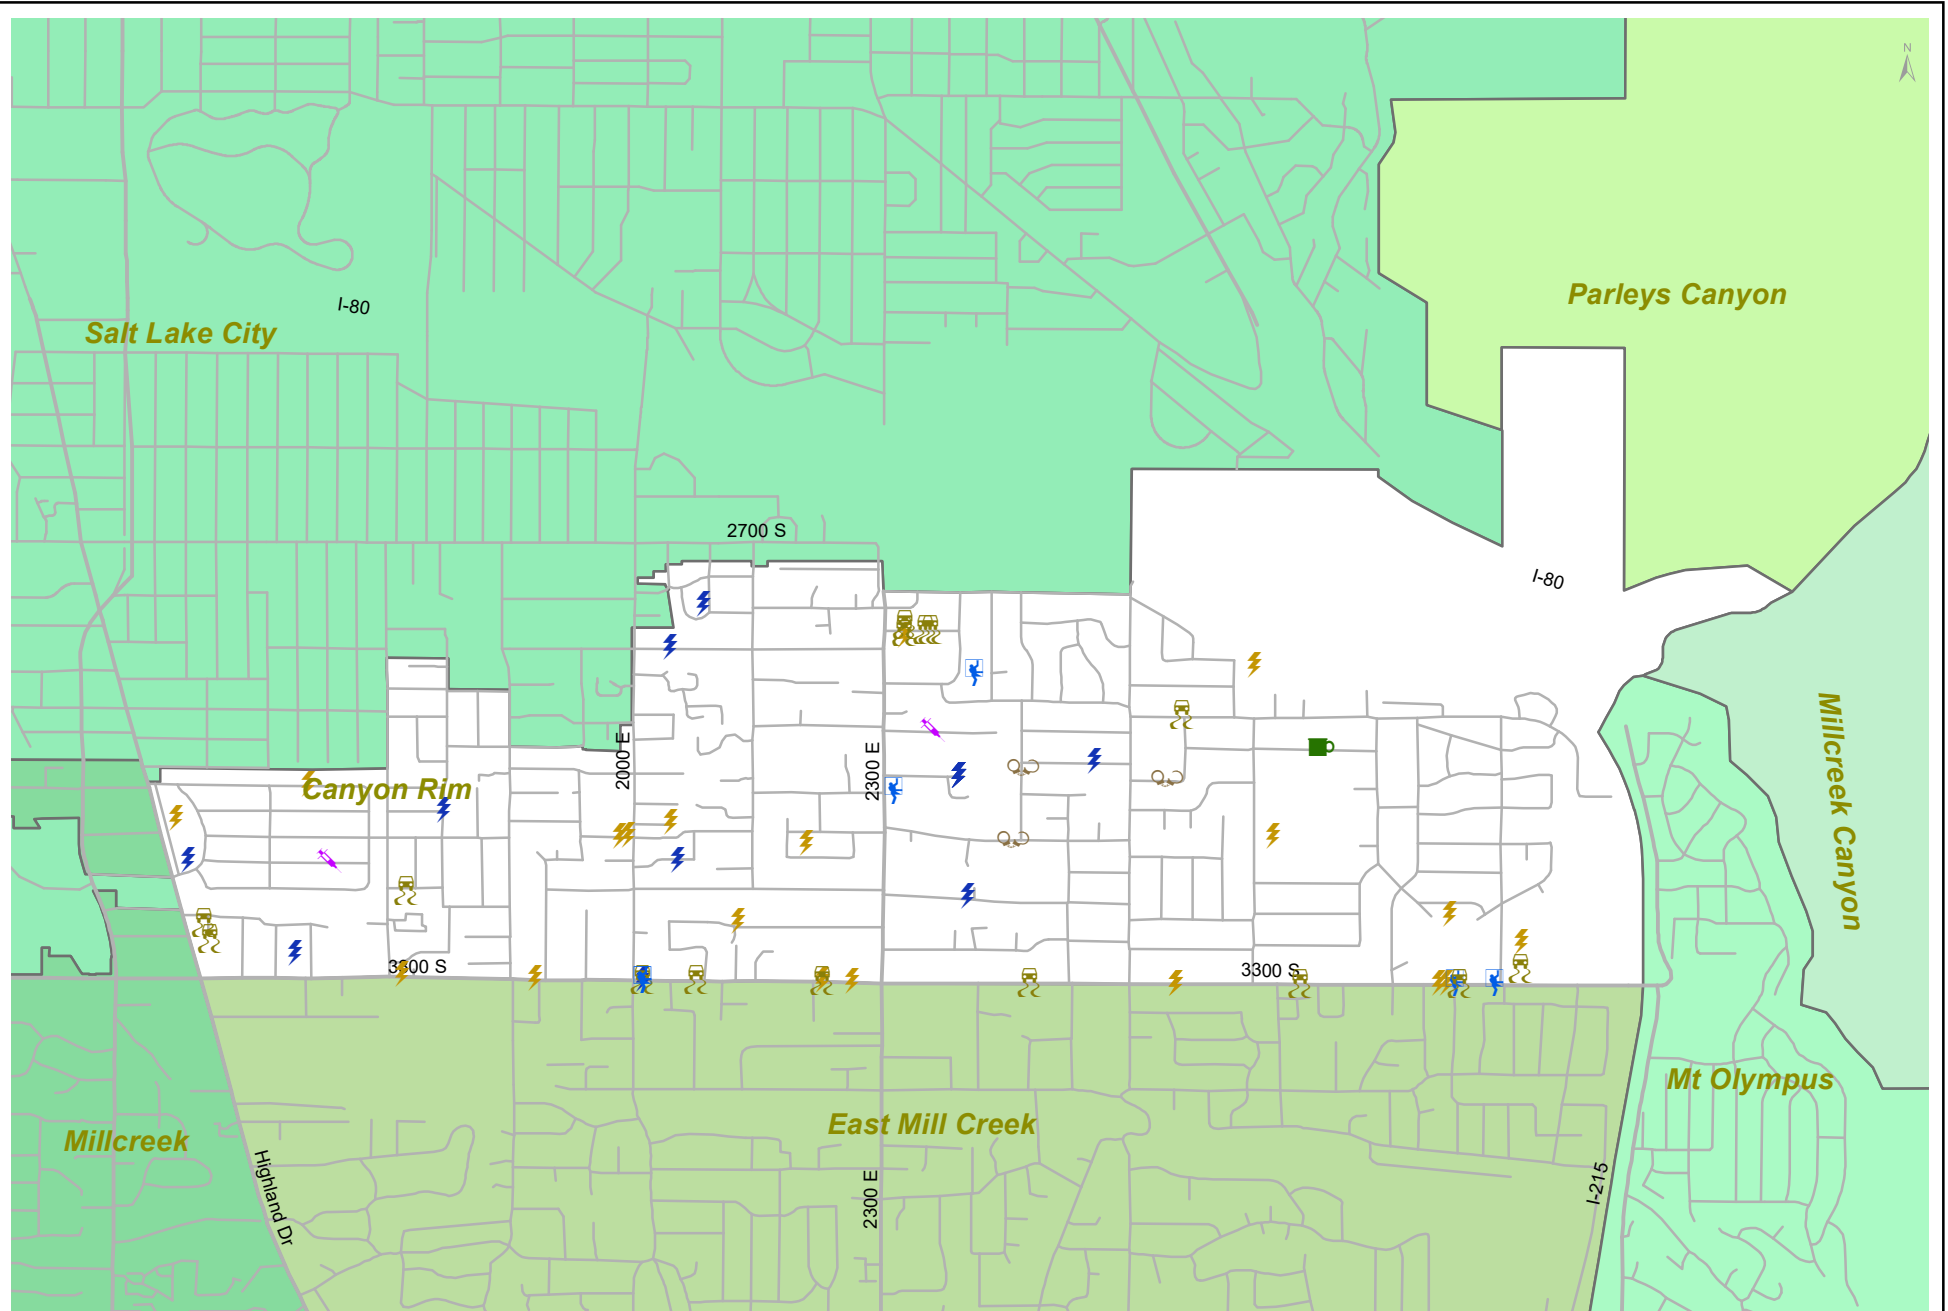 N
Parleys Canyon
I-80
Salt Lake City
2700 S
I-80
2000 E
2300 E
Canyon Rim
Millcreek Canyon
3300 S
3300 S
Mt Olympus
East Mill Creek
Millcreek
Highland Dr
2300 E
I-215